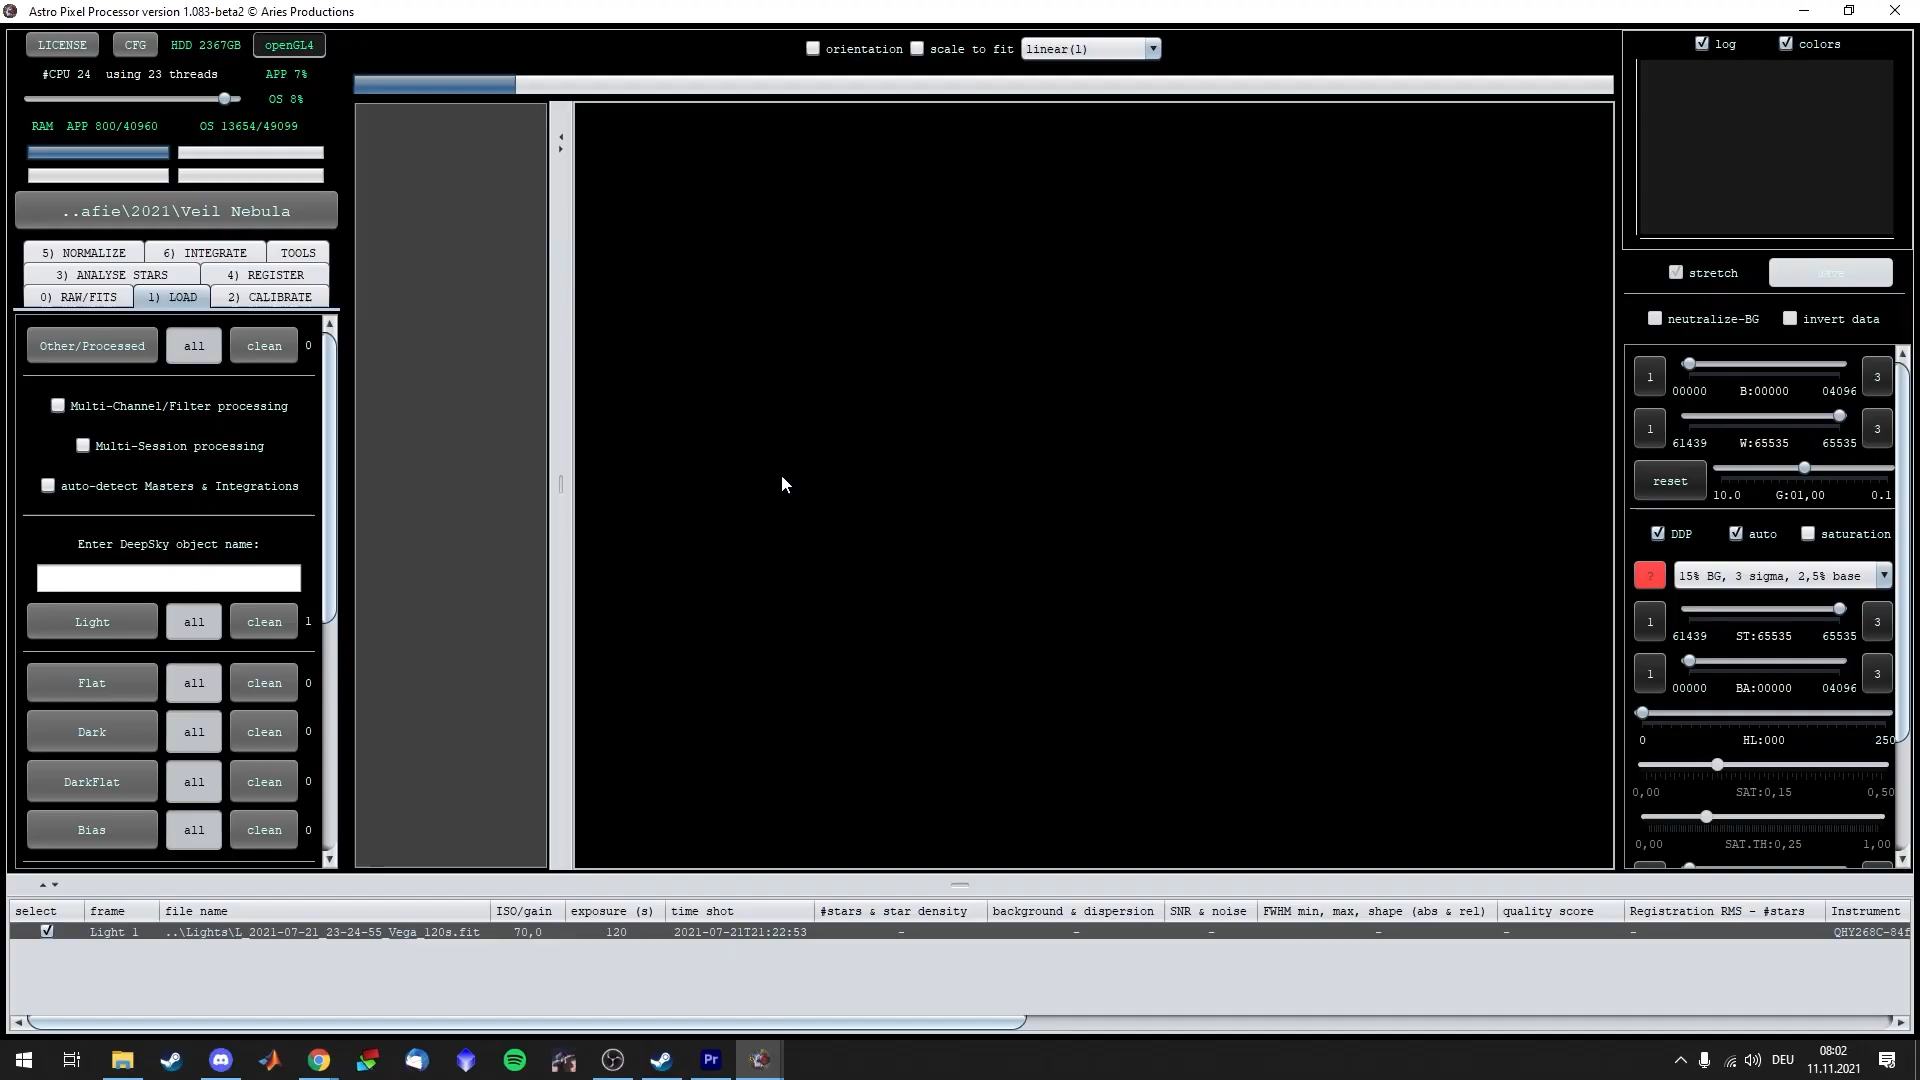 Astro Pixel Processor version 1.083-beta2 © Aries Productions
LICENSE CFG HDD 2367GB openGL4
#CPU 24 using 23 threads APP 7%
OS 8%
RAM APP 800/40960 OS 13654/49099
..afie\2021\Veil Nebula
5) NORMALIZE 6) INTEGRATE TOOLS
3) ANALYSE STARS 4) REGISTER
0) RAW/FITS 1) LOAD 2) CALIBRATE
Other/Processed all clean 0
Multi-Channel/Filter processing
Multi-Session processing
auto-detect Masters & Integrations
Enter DeepSky object name:
Light all clean 1
Flat all clean 0
Dark all clean 0
DarkFlat all clean 0
Bias all clean 0
orientation scale to fit linear(l)
log colors
stretch
neutralize-BG invert data
1 3
00000 B:00000 04096
1 3
61439 W:65535 65535
reset
10.0 G:01,00 0.1
DDP auto saturation
? 15% BG, 3 sigma, 2,5% base
1 3
61439 ST:65535 65535
1 3
00000 BA:00000 04096
0 HL:000 250
0,00 SAT:0,15 0,50
0,00 SAT.TH:0,25 1,00
select frame file name ISO/gain exposure (s) time shot #stars & star density background & dispersion SNR & noise FWHM min, max, shape (abs & rel) quality score Registration RMS - #stars Instrument
Light 1 ..\Lights\L_2021-07-21_23-24-55_Vega_120s.fit 70,0 120 2021-07-21T21:22:53 - - - - - - QHY268C-84f
Pr
DEU
08:02
11.11.2021